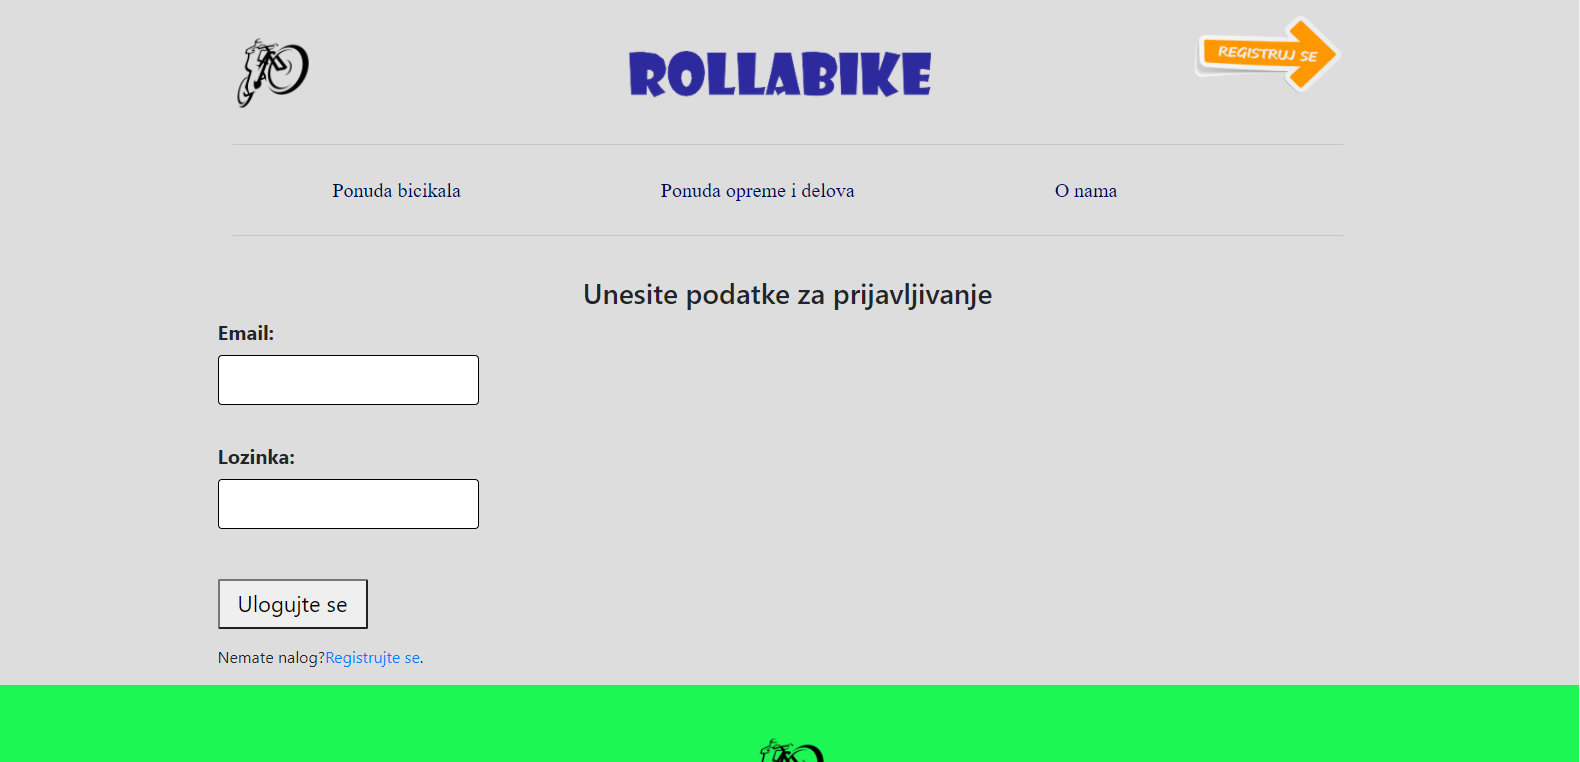 ROLLABIKE
REGISTRUJ SE
Ponuda bicikala
Ponuda opreme i delova
O nama
Unesite podatke za prijavljivanje
Email:
Lozinka:
Ulogujte se
Nemate nalog?Registrujte se.